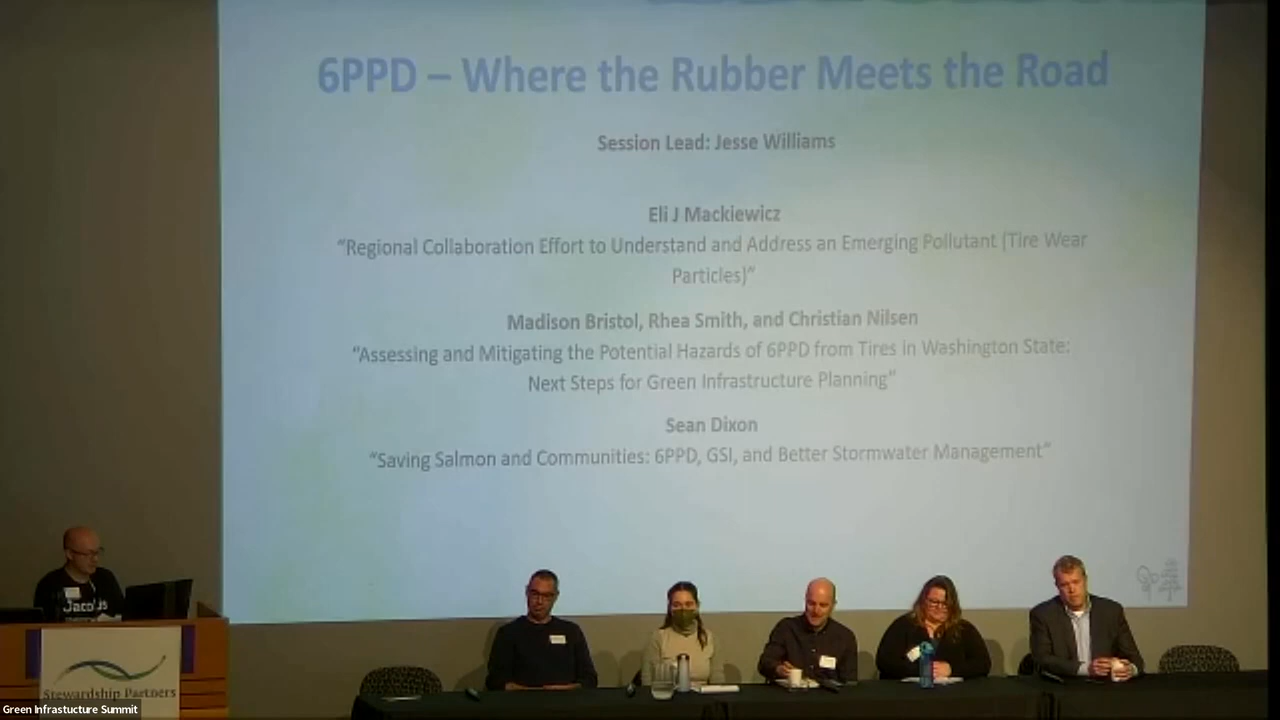 6PPD – Where the Rubber Meets the Road
Session Lead: Jesse Williams
Eli J Mackiewicz
“Regional Collaboration Effort to Understand and Address an Emerging Pollutant (Tire Wear
Particles)”
Madison Bristol, Rhea Smith, and Christian Nilsen
“Assessing and Mitigating the Potential Hazards of 6PPD from Tires in Washington State:
Next Steps for Green Infrastructure Planning”
Sean Dixon
“Saving Salmon and Communities: 6PPD, GSI, and Better Stormwater Management”
Stewardship Partners
Green Infrastucture Summit